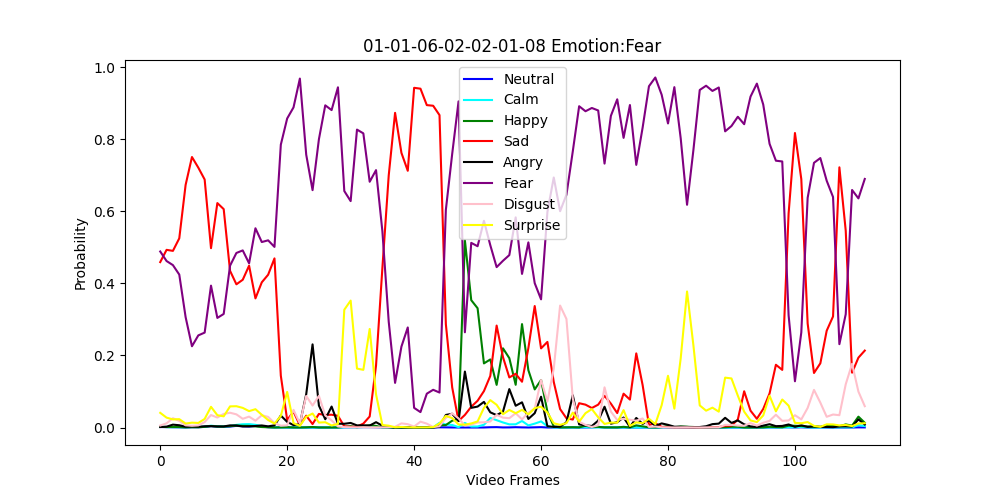 01-01-06-02-02-01-08 Emotion:Fear
Probability
1.0
0.8
0.6
0.4
0.2
0.0
Neutral
Calm
Happy
Sad
Angry
Fear
Disgust
Surprise
0 20 40 60 80 100
Video Frames